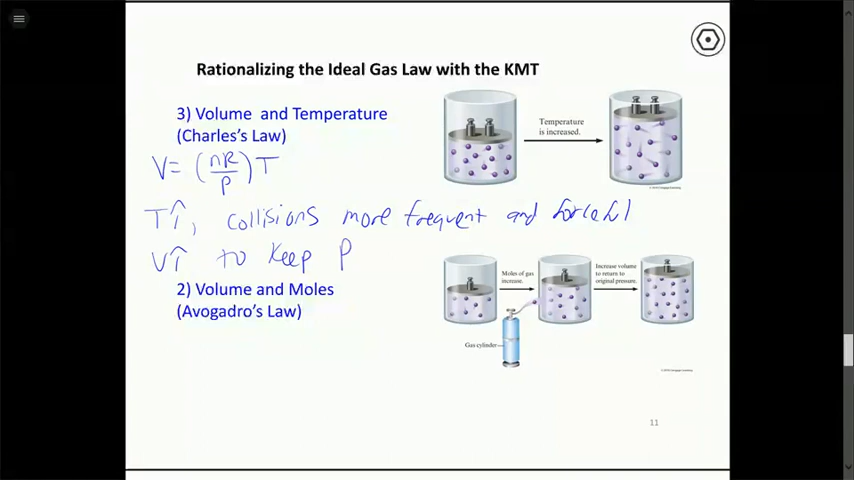 Rationalizing the Ideal Gas Law with the KMT
3) Volume and Temperature
(Charles's Law)
V= (nR/P) T
T↑, collisions more frequent and forceful
V↑ to keep P
Temperature
is increased.
2) Volume and Moles
(Avogadro's Law)
Moles of gas
increase.
Increase volume
to return to
original pressure.
Gas cylinder
11